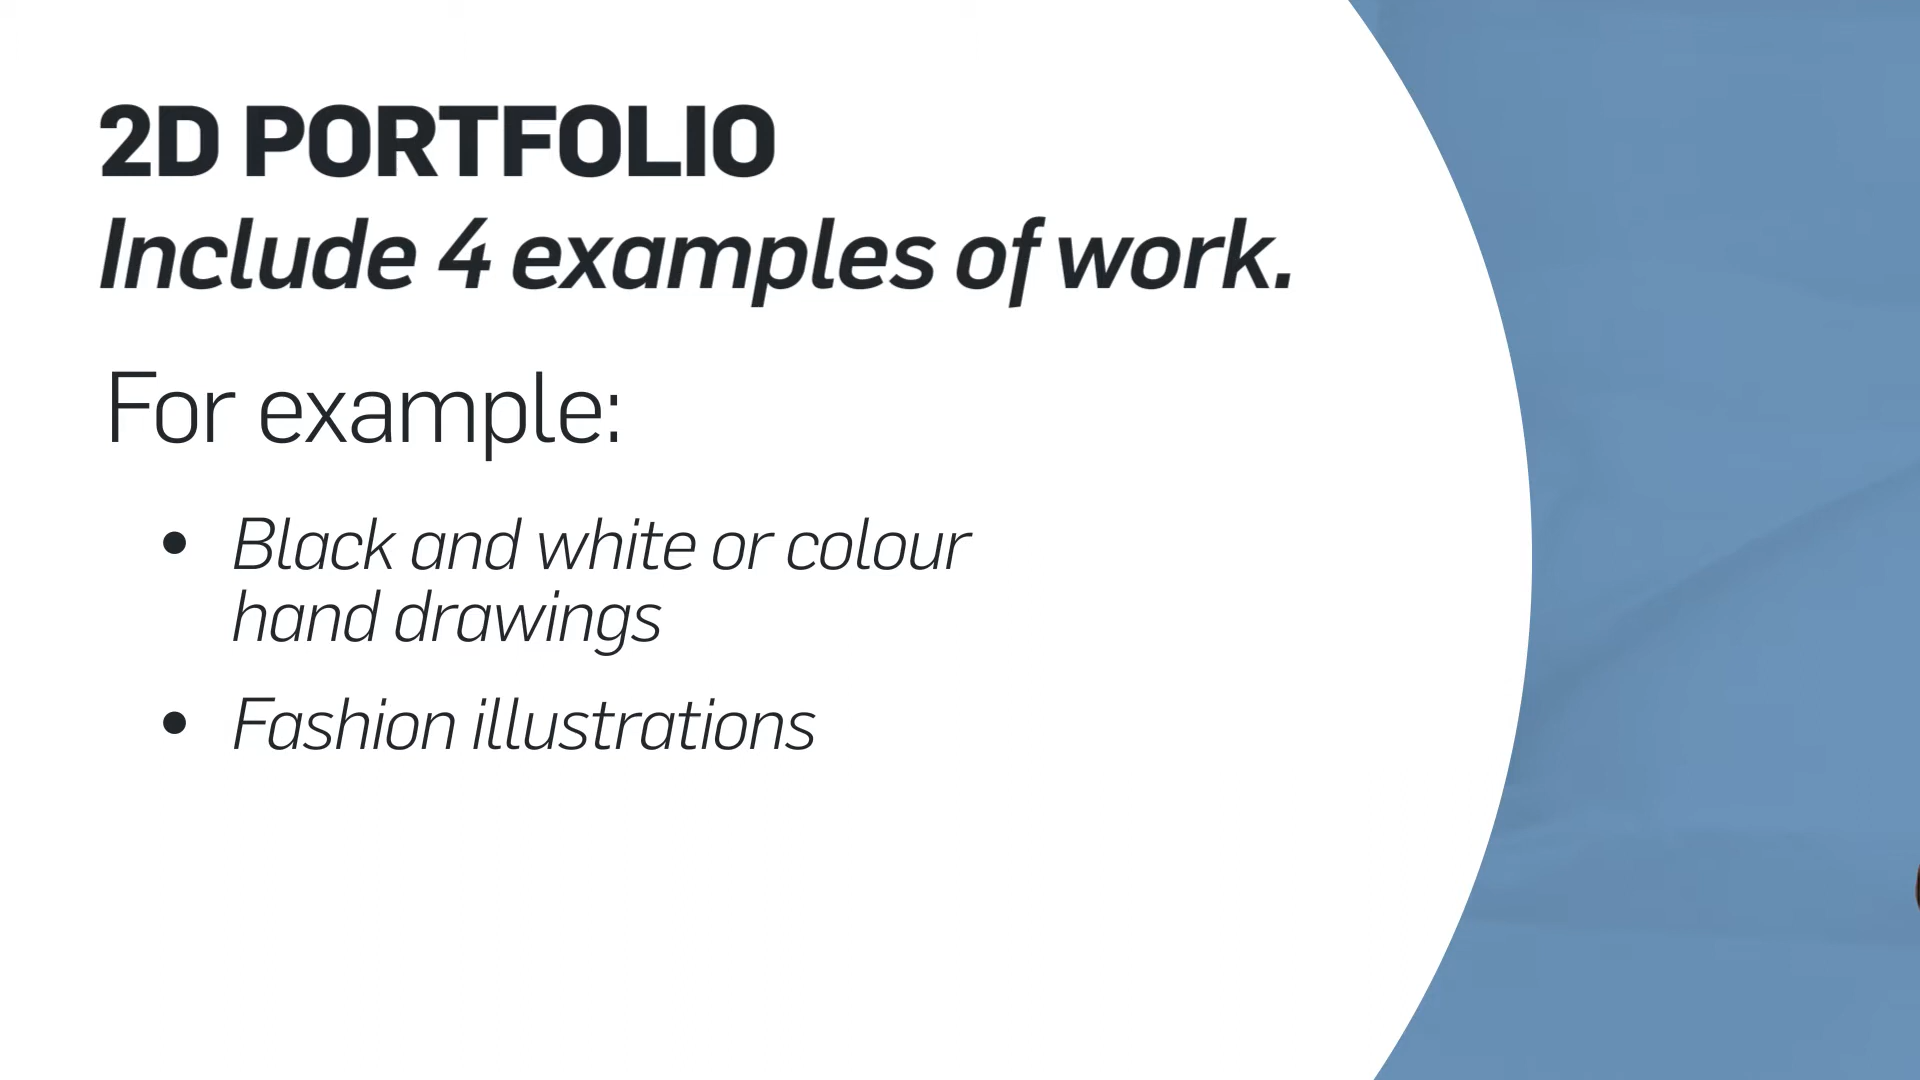 2D PORTFOLIO
Include 4 examples of work.
For example:
• Black and white or colour
hand drawings
• Fashion illustrations